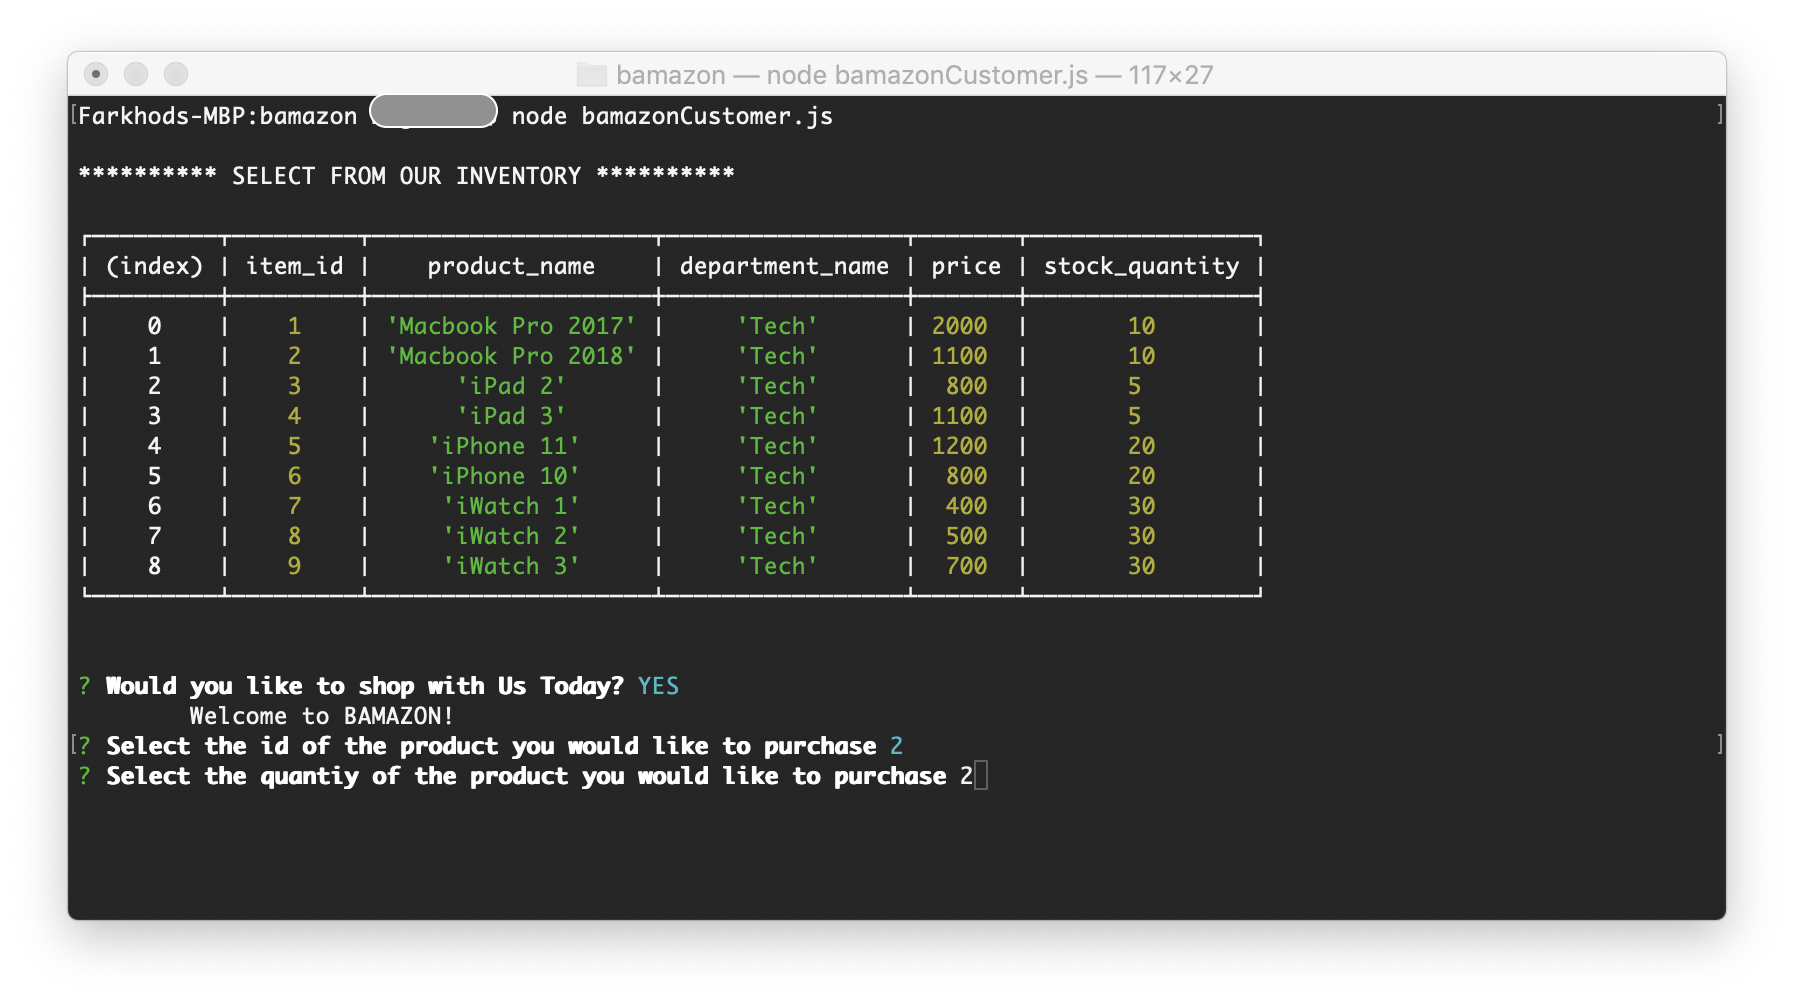 bamazon — node bamazonCustomer.js — 117×27
Farkhods-MBP:bamazon node bamazonCustomer.js
********** SELECT FROM OUR INVENTORY **********
(index) | item_id | product_name | department_name | price | stock_quantity
0 | 1 | 'Macbook Pro 2017' | 'Tech' | 2000 | 10
1 | 2 | 'Macbook Pro 2018' | 'Tech' | 1100 | 10
2 | 3 | 'iPad 2' | 'Tech' | 800 | 5
3 | 4 | 'iPad 3' | 'Tech' | 1100 | 5
4 | 5 | 'iPhone 11' | 'Tech' | 1200 | 20
5 | 6 | 'iPhone 10' | 'Tech' | 800 | 20
6 | 7 | 'iWatch 1' | 'Tech' | 400 | 30
7 | 8 | 'iWatch 2' | 'Tech' | 500 | 30
8 | 9 | 'iWatch 3' | 'Tech' | 700 | 30
? Would you like to shop with Us Today? YES
Welcome to BAMAZON!
? Select the id of the product you would like to purchase 2
? Select the quantiy of the product you would like to purchase 2